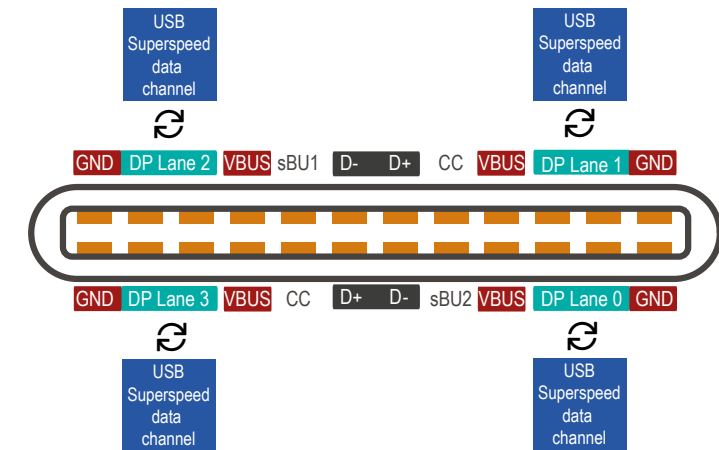 USB
Superspeed
data
channel
USB
Superspeed
data
channel
GND DP Lane 2 VBUS sBU1 D- D+ CC VBUS DP Lane 1 GND
GND DP Lane 3 VBUS CC D+ D- sBU2 VBUS DP Lane 0 GND
USB
Superspeed
data
channel
USB
Superspeed
data
channel